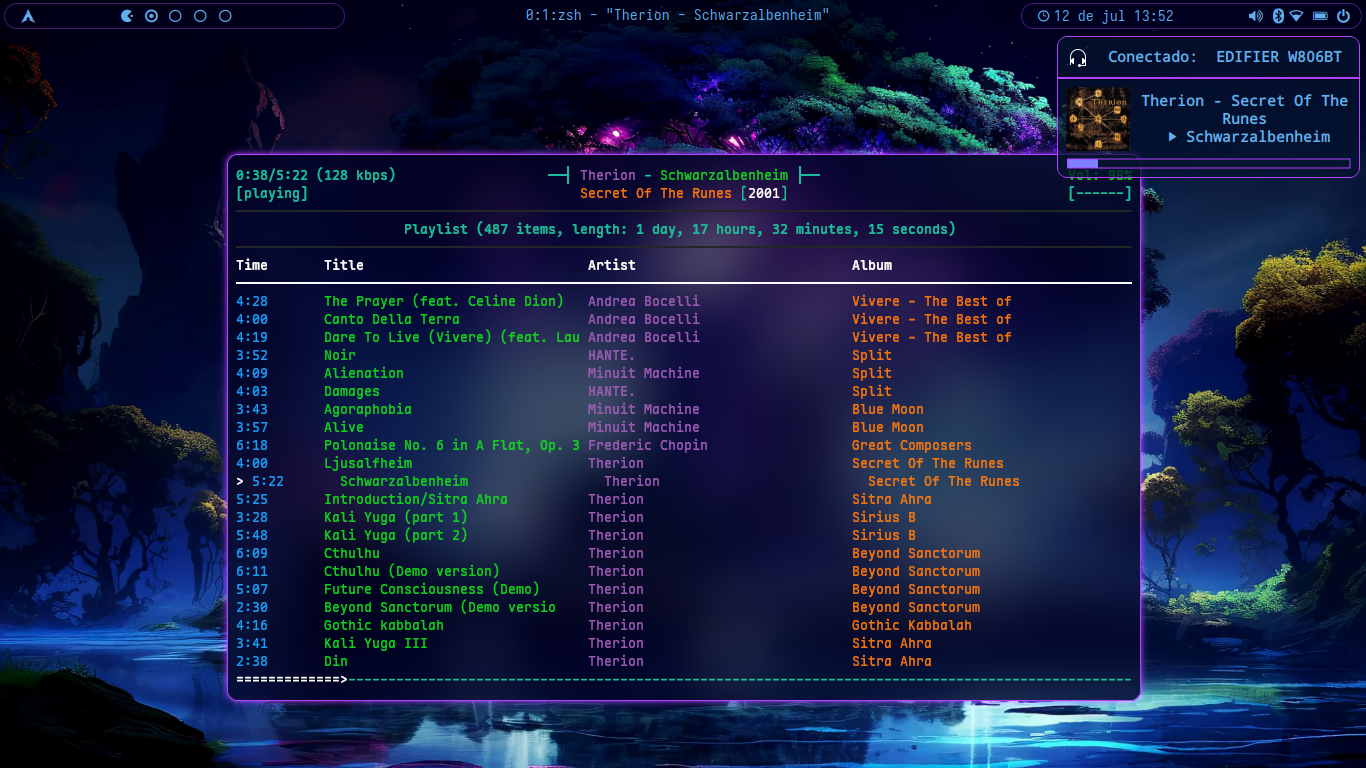 0:1:zsh - "Therion - Schwarzalbenheim"
12 de jul 13:52
Conectado: EDIFIER W806BT
THERION
Therion - Secret Of The
Runes
Schwarzalbenheim
0:38/5:22 (128 kbps) Therion - Schwarzalbenheim Vol: 98%
[playing] Secret Of The Runes [2001] [------]
Playlist (487 items, length: 1 day, 17 hours, 32 minutes, 15 seconds)
Time Title Artist Album
4:28 The Prayer (feat. Celine Dion) Andrea Bocelli Vivere - The Best of
4:00 Canto Della Terra Andrea Bocelli Vivere - The Best of
4:19 Dare To Live (Vivere) (feat. Lau Andrea Bocelli Vivere - The Best of
3:52 Noir HANTE. Split
4:09 Alienation Minuit Machine Split
4:03 Damages HANTE. Split
3:43 Agoraphobia Minuit Machine Blue Moon
3:57 Alive Minuit Machine Blue Moon
6:18 Polonaise No. 6 in A Flat, Op. 3 Frederic Chopin Great Composers
4:00 Ljusalfheim Therion Secret Of The Runes
> 5:22 Schwarzalbenheim Therion Secret Of The Runes
5:25 Introduction/Sitra Ahra Therion Sitra Ahra
3:28 Kali Yuga (part 1) Therion Sirius B
5:48 Kali Yuga (part 2) Therion Sirius B
6:09 Cthulhu Therion Beyond Sanctorum
6:11 Cthulhu (Demo version) Therion Beyond Sanctorum
5:07 Future Consciousness (Demo) Therion Beyond Sanctorum
2:30 Beyond Sanctorum (Demo versio Therion Beyond Sanctorum
4:16 Gothic kabbalah Therion Gothic Kabbalah
3:41 Kali Yuga III Therion Sitra Ahra
2:38 Din Therion Sitra Ahra